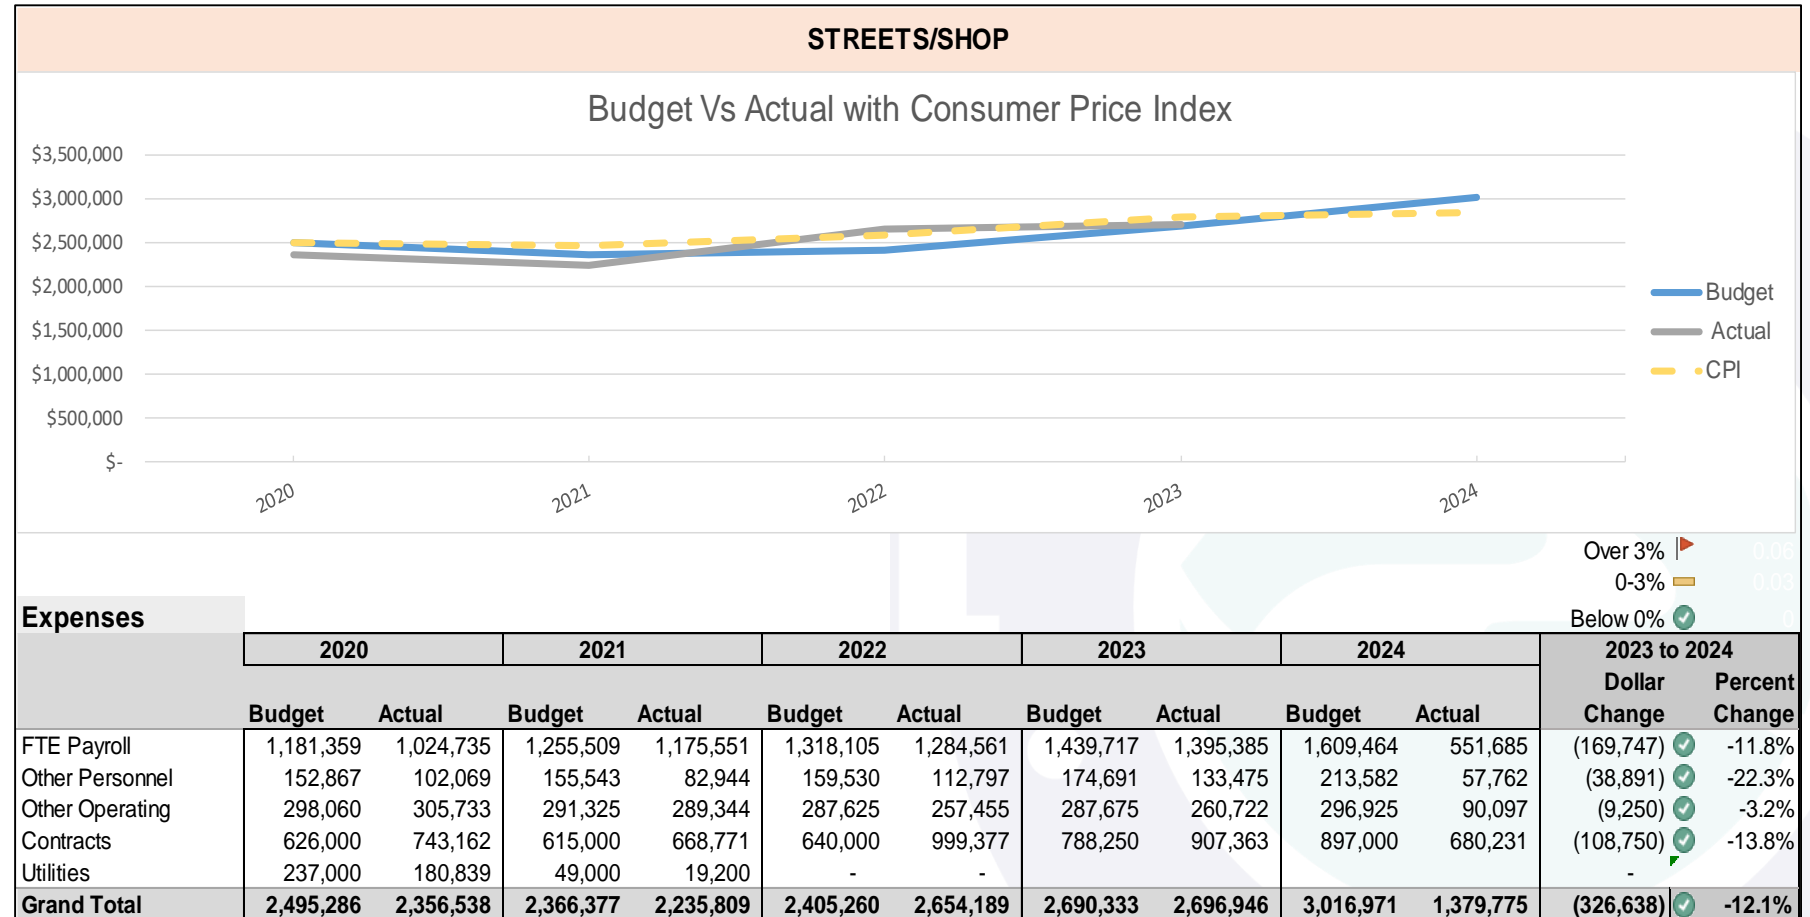 STREETS/SHOP
Budget Vs Actual with Consumer Price Index
$3,500,000
$3,000,000
$2,500,000
$2,000,000
$1,500,000
$1,000,000
$500,000
$-
2020 2021 2022 2023 2024
Budget
Actual
CPI
Over 3% 0.06
0-3% 0.03
Below 0% 0
Expenses
2020 2021 2022 2023 2024 2023 to 2024
Dollar Percent
Budget Actual Budget Actual Budget Actual Budget Actual Budget Actual Change Change
FTE Payroll 1,181,359 1,024,735 1,255,509 1,175,551 1,318,105 1,284,561 1,439,717 1,395,385 1,609,464 551,685 (169,747) -11.8%
Other Personnel 152,867 102,069 155,543 82,944 159,530 112,797 174,691 133,475 213,582 57,762 (38,891) -22.3%
Other Operating 298,060 305,733 291,325 289,344 287,625 257,455 287,675 260,722 296,925 90,097 (9,250) -3.2%
Contracts 626,000 743,162 615,000 668,771 640,000 999,377 788,250 907,363 897,000 680,231 (108,750) -13.8%
Utilities 237,000 180,839 49,000 19,200 - - -
Grand Total 2,495,286 2,356,538 2,366,377 2,235,809 2,405,260 2,654,189 2,690,333 2,696,946 3,016,971 1,379,775 (326,638) -12.1%